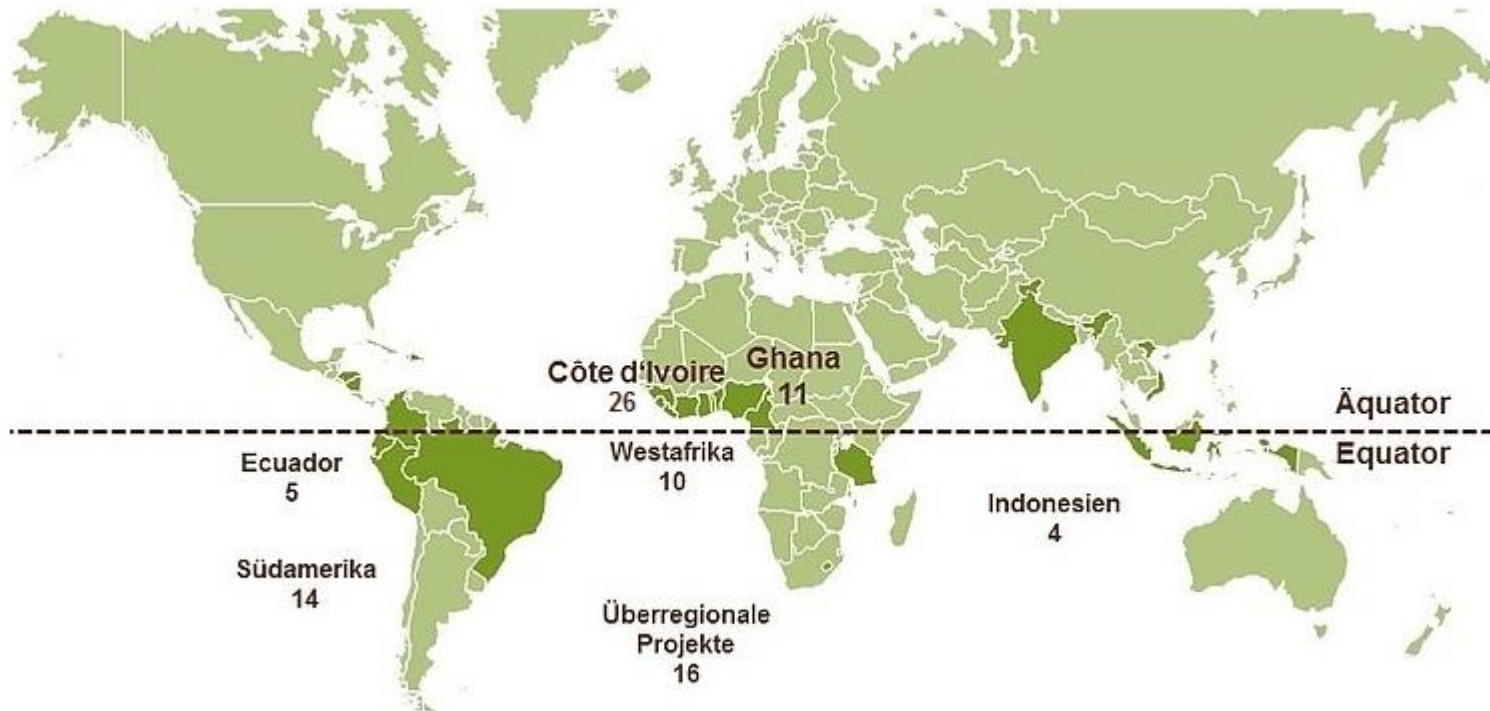 Côte d'Ivoire
26
Ghana
11
Äquator
Equator
Ecuador
5
Westafrika
10
Indonesien
4
Südamerika
14
Überregionale
Projekte
16